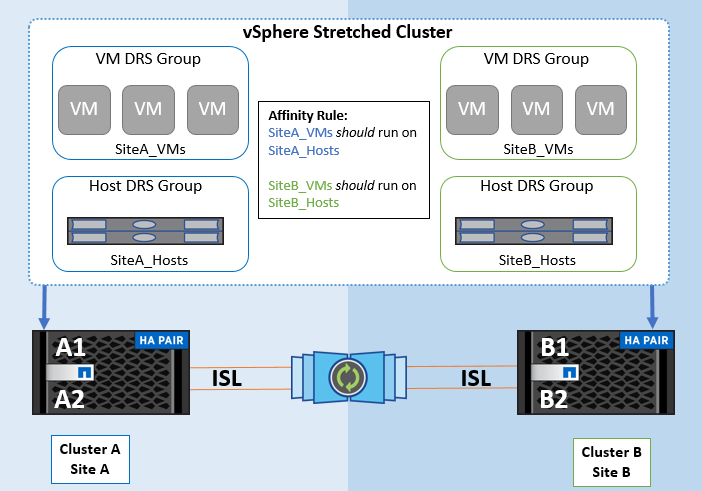 vSphere Stretched Cluster
VM DRS Group
VM VM VM
SiteA_VMs
Host DRS Group
SiteA_Hosts
Affinity Rule:
SiteA_VMs should run on
SiteA_Hosts
SiteB_VMs should run on
SiteB_Hosts
VM DRS Group
VM VM VM
SiteB_VMs
Host DRS Group
SiteB_Hosts
HA PAIR
A1
A2
ISL
ISL
HA PAIR
B1
B2
Cluster A
Site A
Cluster B
Site B